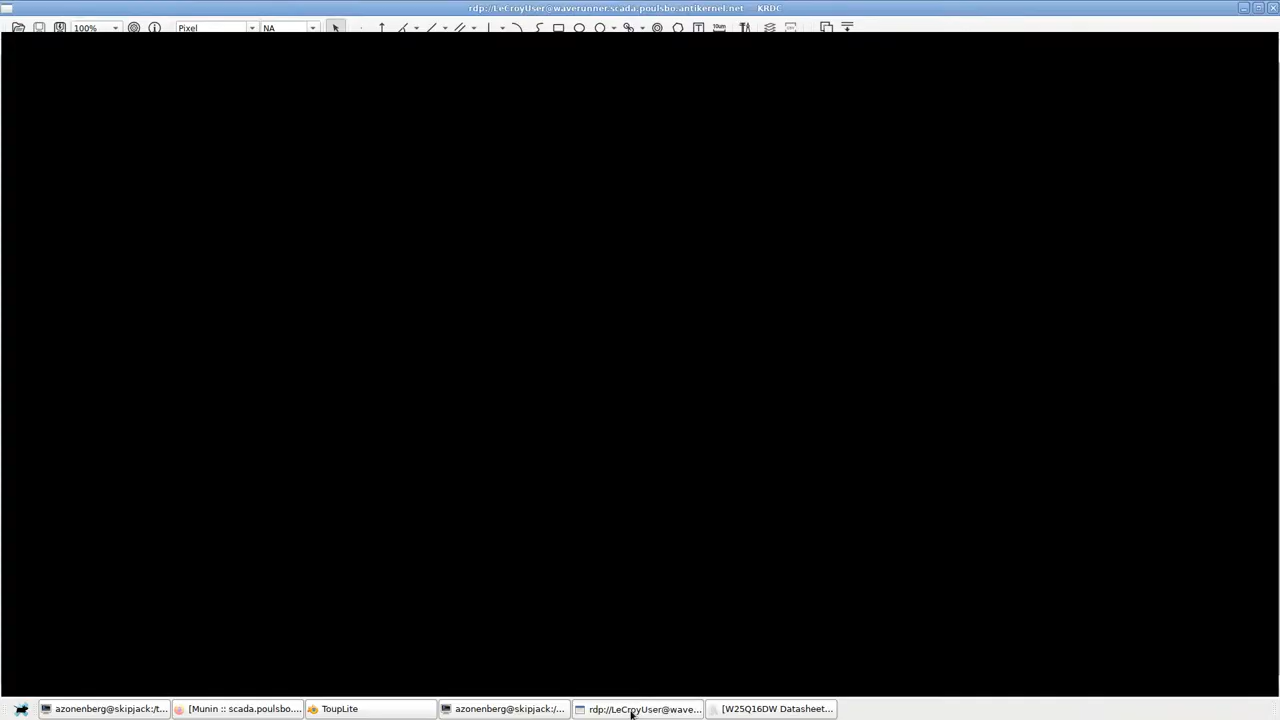 rdp://LeCroyUser@waverunner.scada.poulsbo.antikernel.net — KRDC
100% Pixel NA
azonenberg@skipjack:/t... [Munin :: scada.poulsbo.... ToupLite azonenberg@skipjack:/... rdp://LeCroyUser@wave... [W25Q16DW Datasheet...